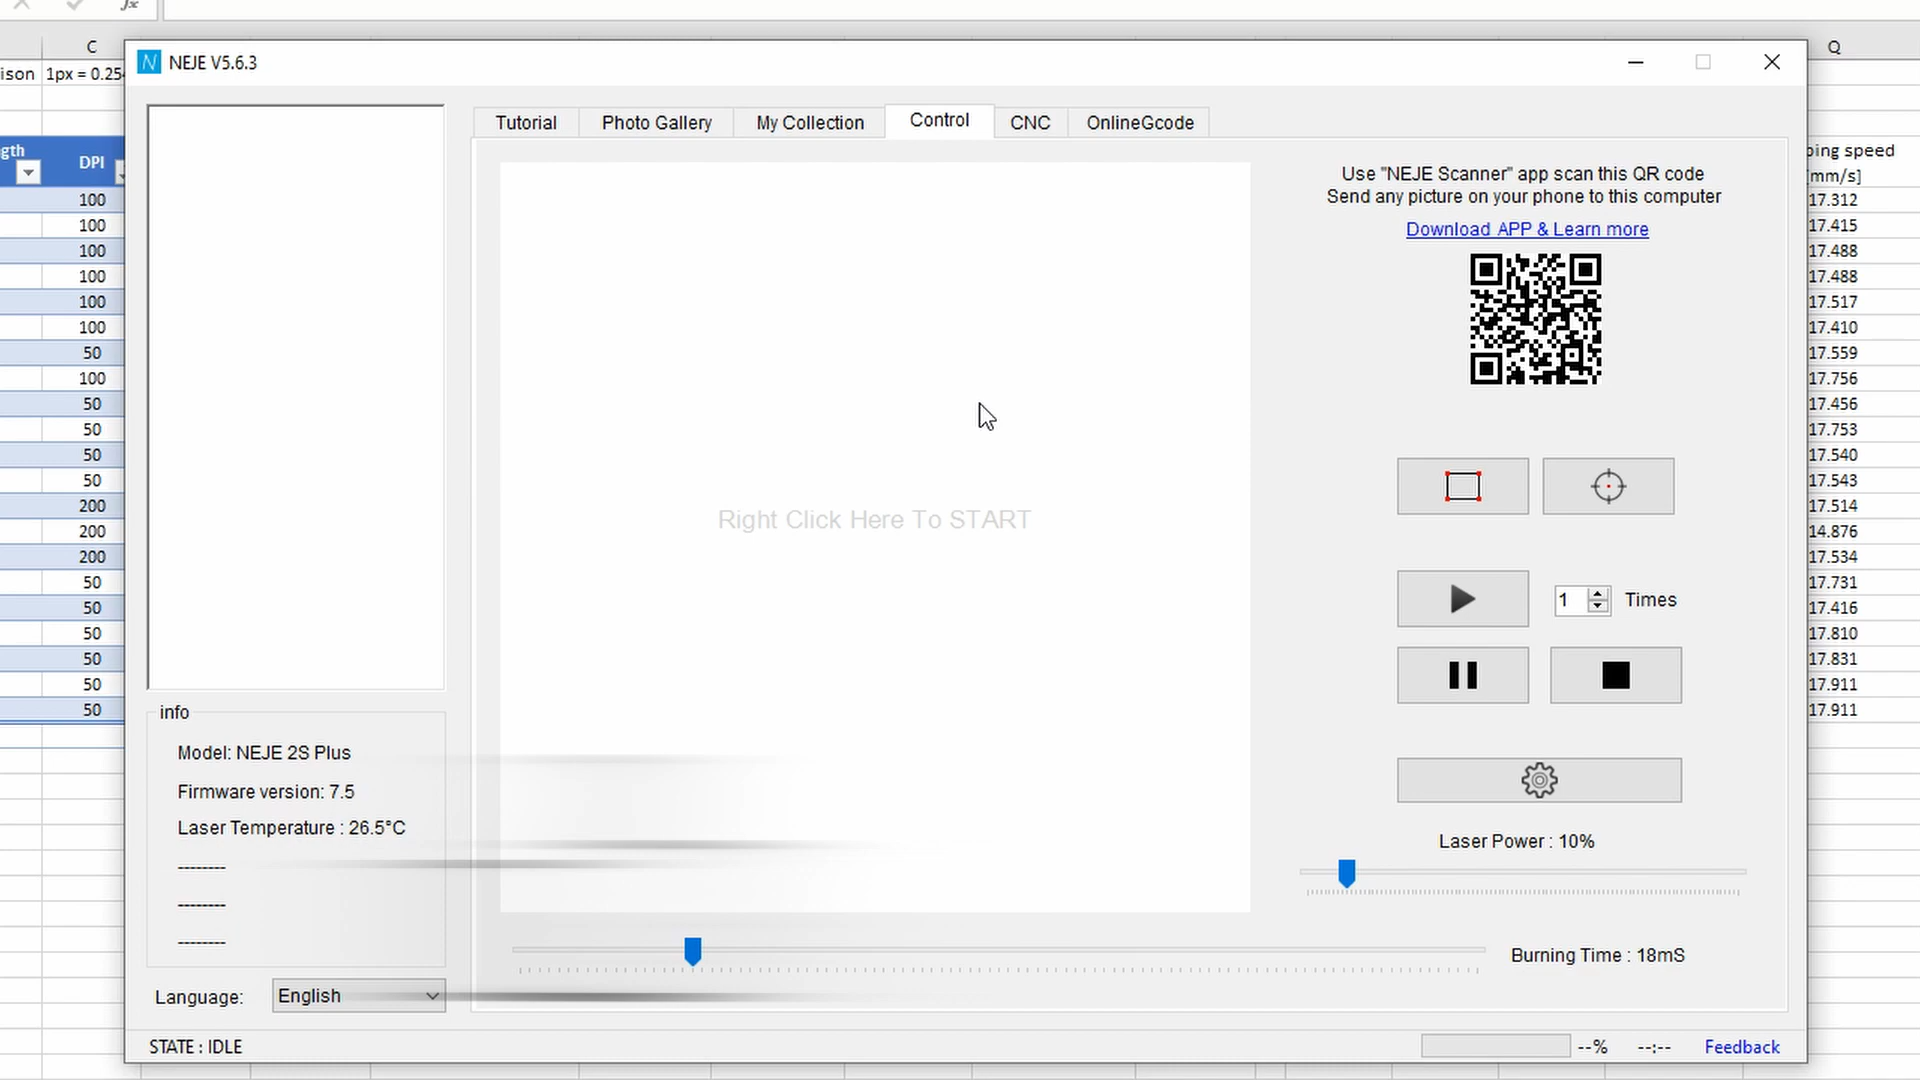 fx
C
Q
NEJE V5.6.3
1px = 0.254
DPI
100
100
100
100
100
100
50
100
50
50
50
50
200
200
200
50
50
50
50
50
50
Tutorial
Photo Gallery
My Collection
Control
CNC
OnlineGcode
Right Click Here To START
info
Model: NEJE 2S Plus
Firmware version: 7.5
Laser Temperature : 26.5°C
--------
--------
--------
Language: English
Use "NEJE Scanner" app scan this QR code
Send any picture on your phone to this computer
Download APP & Learn more
1 Times
Laser Power : 10%
Burning Time : 18mS
STATE : IDLE
--%
--:--
Feedback
speed
[mm/s]
17.312
17.415
17.488
17.488
17.517
17.410
17.559
17.756
17.456
17.753
17.540
17.543
17.514
14.876
17.534
17.731
17.416
17.810
17.831
17.911
17.911